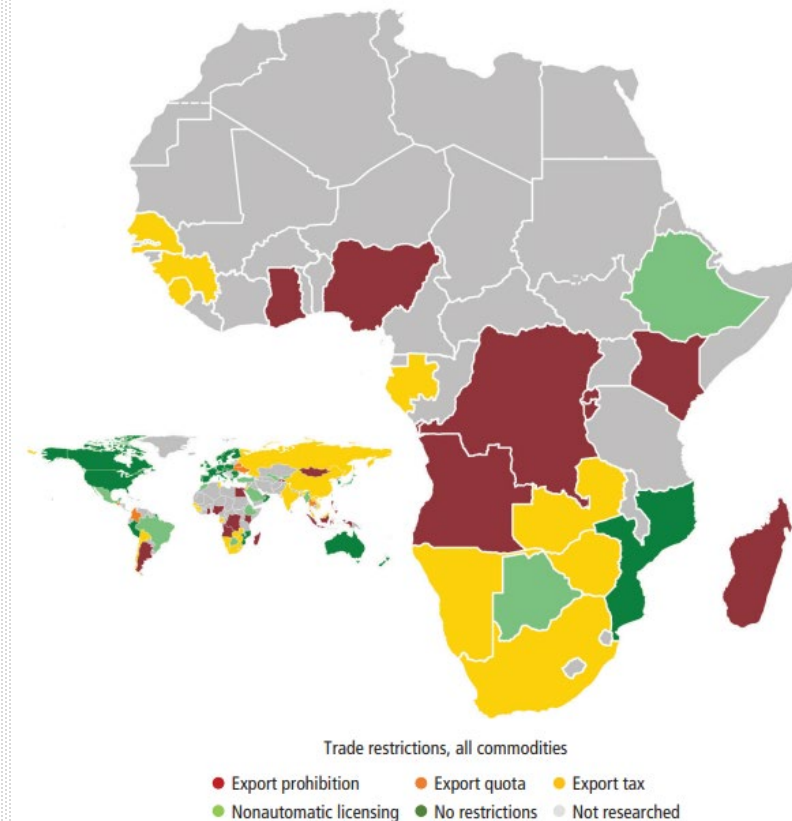 Trade restrictions, all commodities
Export prohibition Export quota Export tax
Nonautomatic licensing No restrictions Not researched